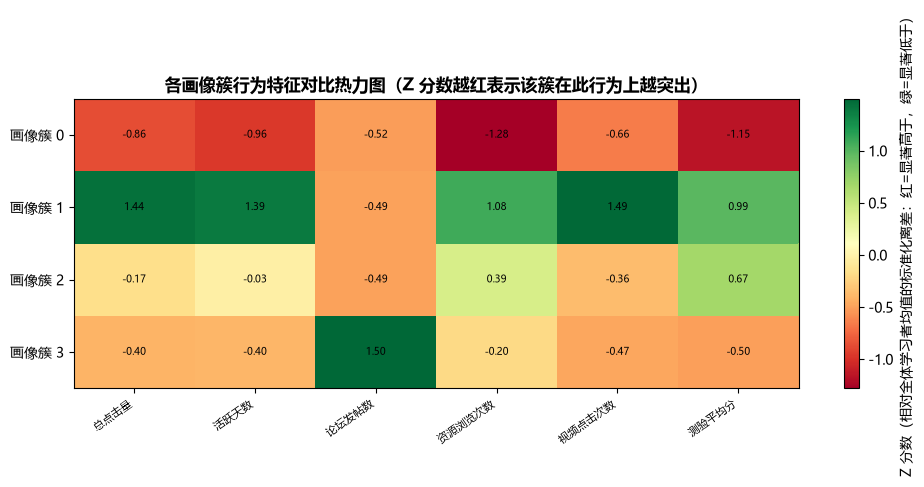 各画像簇行为特征对比热力图（Z 分数越红表示该簇在此行为上越突出）
画像簇 0
-0.86
-0.96
-0.52
-1.28
-0.66
-1.15
画像簇 1
1.44
1.39
-0.49
1.08
1.49
0.99
画像簇 2
-0.17
-0.03
-0.49
0.39
-0.36
0.67
画像簇 3
-0.40
-0.40
1.50
-0.20
-0.47
-0.50
总点击量
活跃天数
论坛发帖数
资源浏览次数
视频点击次数
测验平均分
1.0
0.5
0.0
-0.5
-1.0
Z 分数（相对全体学习者均值的标准化离差：红=显著高于，绿=显著低于）